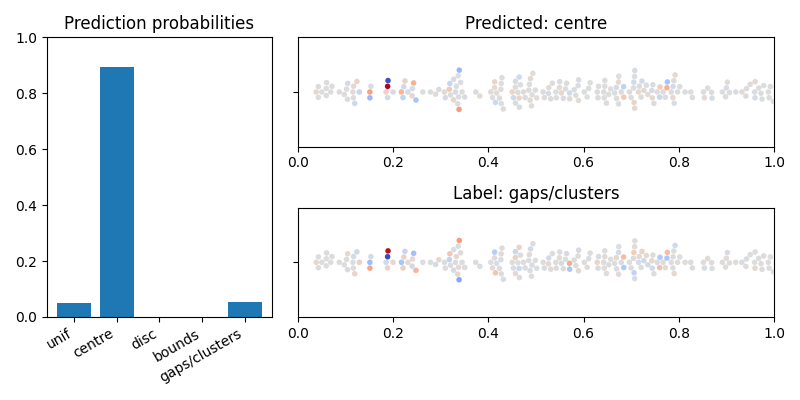 Prediction probabilities
1.0
0.8
0.6
0.4
0.2
0.0
unif
centre
disc
bounds
gaps/clusters
Predicted: centre
0.0 0.2 0.4 0.6 0.8 1.0
Label: gaps/clusters
0.0 0.2 0.4 0.6 0.8 1.0